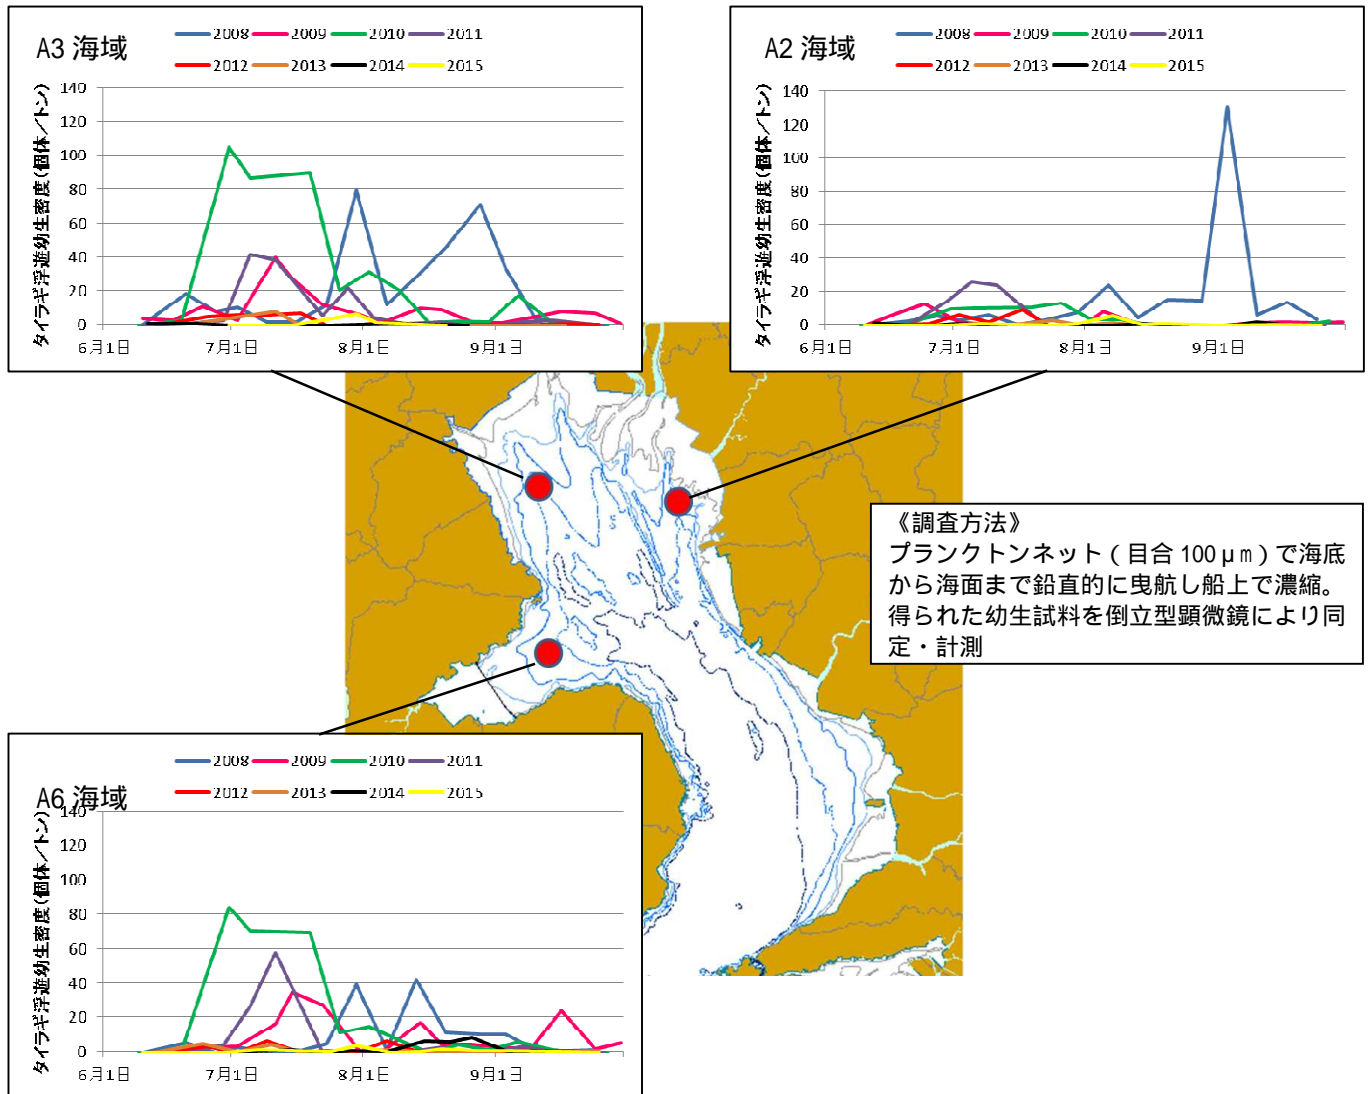 A3 海域
2008 2009 2010 2011
2012 2013 2014 2015
タイラギ浮遊幼生密度(個体/トン)
140
120
100
80
60
40
20
0
6月1日 7月1日 8月1日 9月1日
A2 海域
2008 2009 2010 2011
2012 2013 2014 2015
タイラギ浮遊幼生密度(個体/トン)
140
120
100
80
60
40
20
0
6月1日 7月1日 8月1日 9月1日
《調査方法》
プランクトンネット(目合 100μm)で海底
から海面まで鉛直的に曳航し船上で濃縮。
得られた幼生試料を倒立型顕微鏡により同
定・計測
A6 海域
2008 2009 2010 2011
2012 2013 2014 2015
タイラギ浮遊幼生密度(個体/トン)
140
120
100
80
60
40
20
0
6月1日 7月1日 8月1日 9月1日